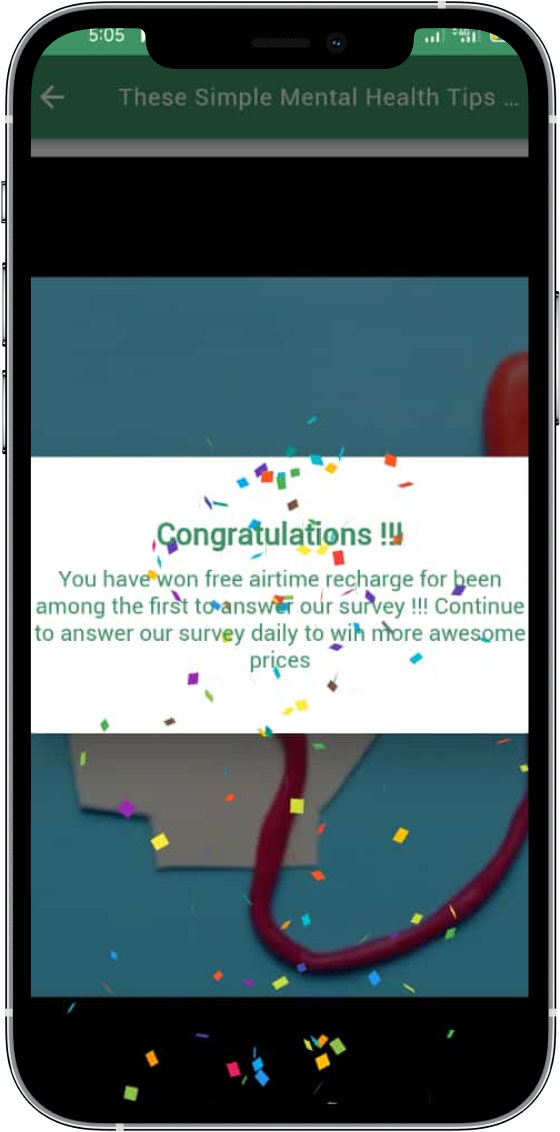 5:05
These Simple Mental Health Tips ...
Congratulations !!!
You have won free airtime recharge for been
among the first to answer our survey !!! Continue
to answer our survey daily to win more awesome
prices